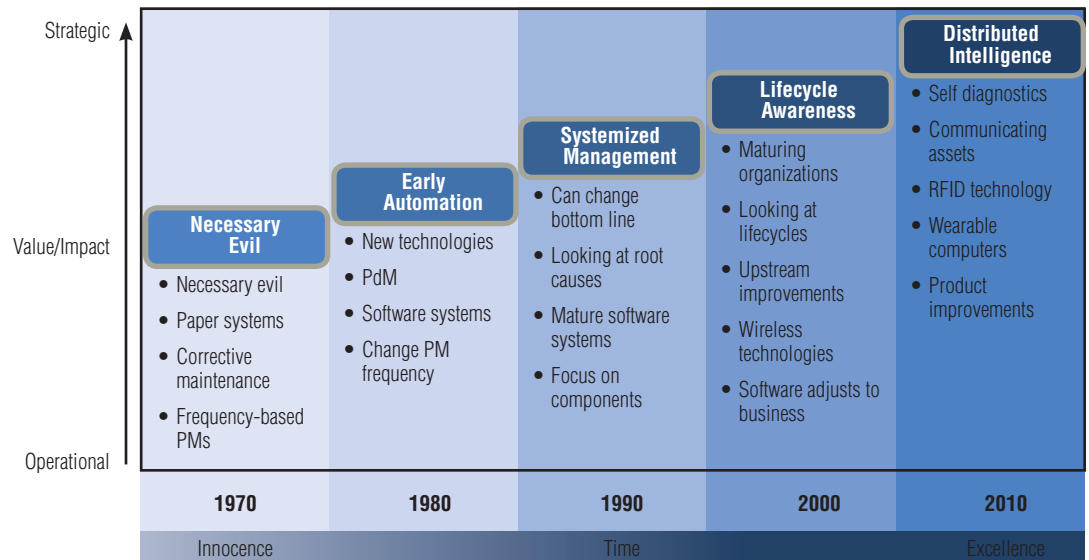 Strategic
Value/Impact
Operational
Necessary
Evil
• Necessary evil
• Paper systems
• Corrective
maintenance
• Frequency-based
PMs
Early
Automation
• New technologies
• PdM
• Software systems
• Change PM
frequency
Systemized
Management
• Can change
bottom line
• Looking at root
causes
• Mature software
systems
• Focus on
components
Lifecycle
Awareness
• Maturing
organizations
• Looking at
lifecycles
• Upstream
improvements
• Wireless
technologies
• Software adjusts to
business
Distributed
Intelligence
• Self diagnostics
• Communicating
assets
• RFID technology
• Wearable
computers
• Product
improvements
1970
1980
1990
2000
2010
Innocence
Time
Excellence